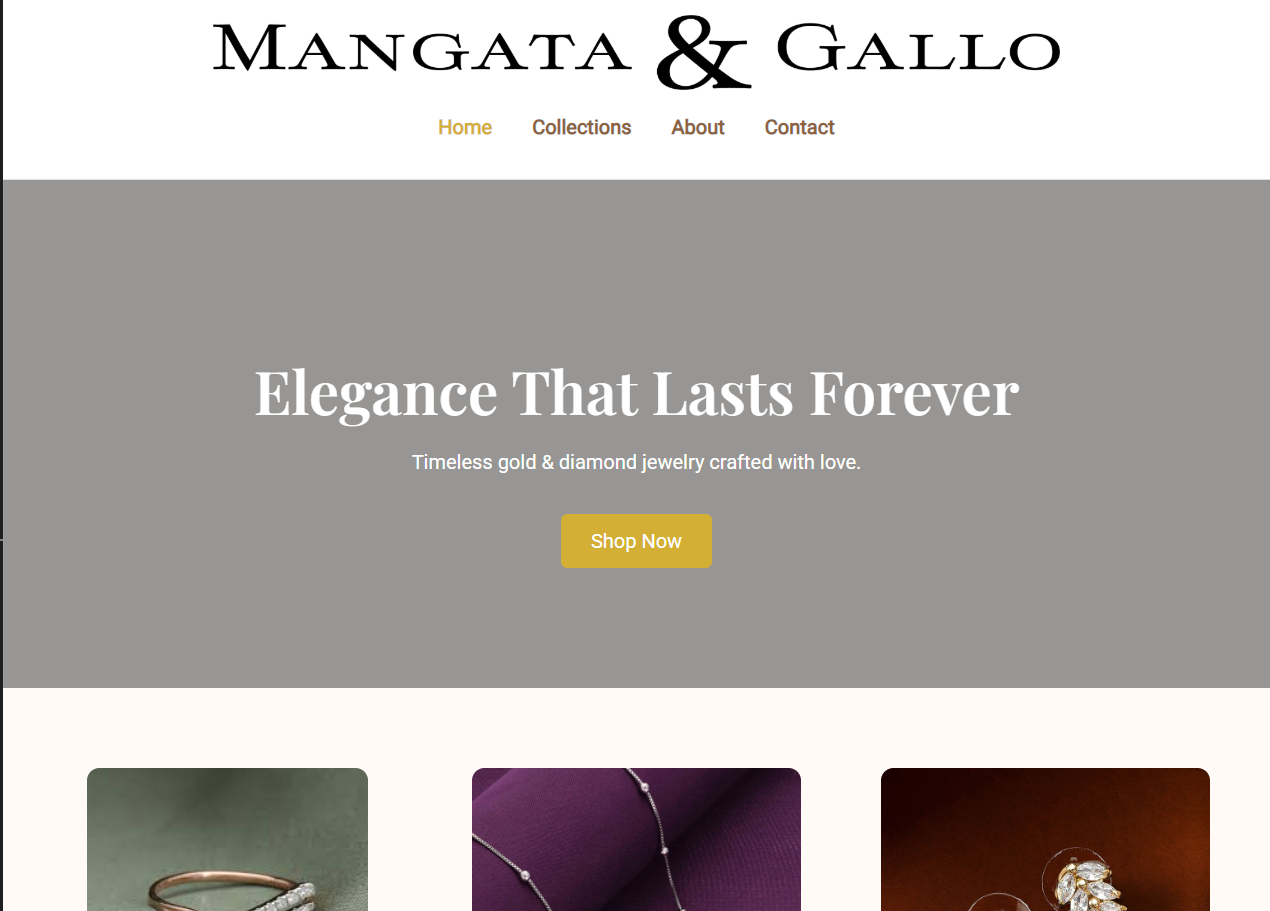 MANGATA & GALLO
Home Collections About Contact
Elegance That Lasts Forever
Timeless gold & diamond jewelry crafted with love.
Shop Now